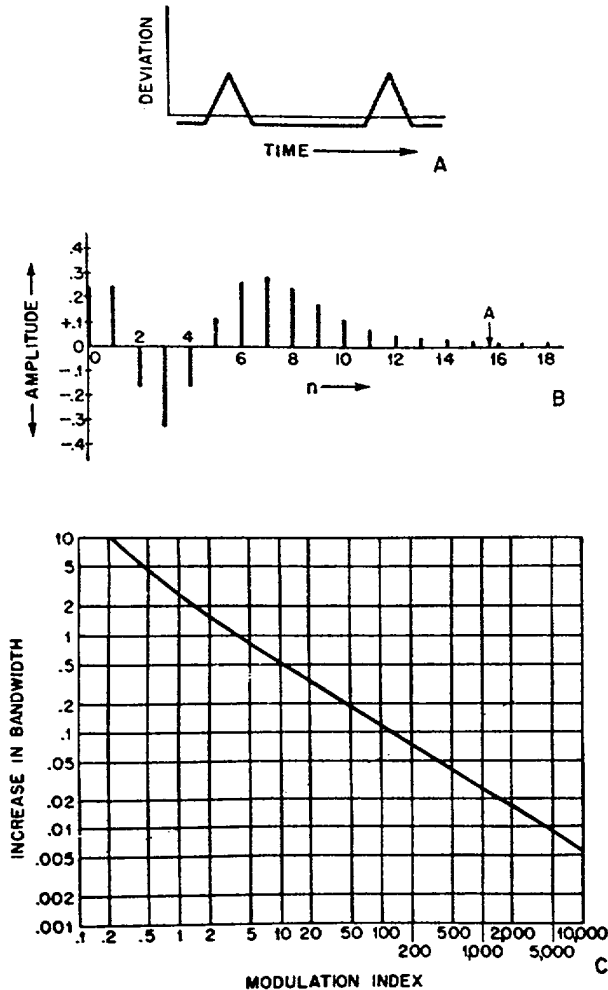 DEVIATION
TIME
A
AMPLITUDE
.4
.3
.2
+.1
0
-.1
-.2
-.3
-.4
0 2 4 6 8 10 12 14 16 18
A
n
B
INCREASE IN BANDWIDTH
10
5
2
1
.5
.2
.1
.05
.02
.01
.005
.002
.001
.1 .2 .5 1 2 5 10 20 50 100 200 500 1,000 2,000 5,000 10,000
C
MODULATION INDEX